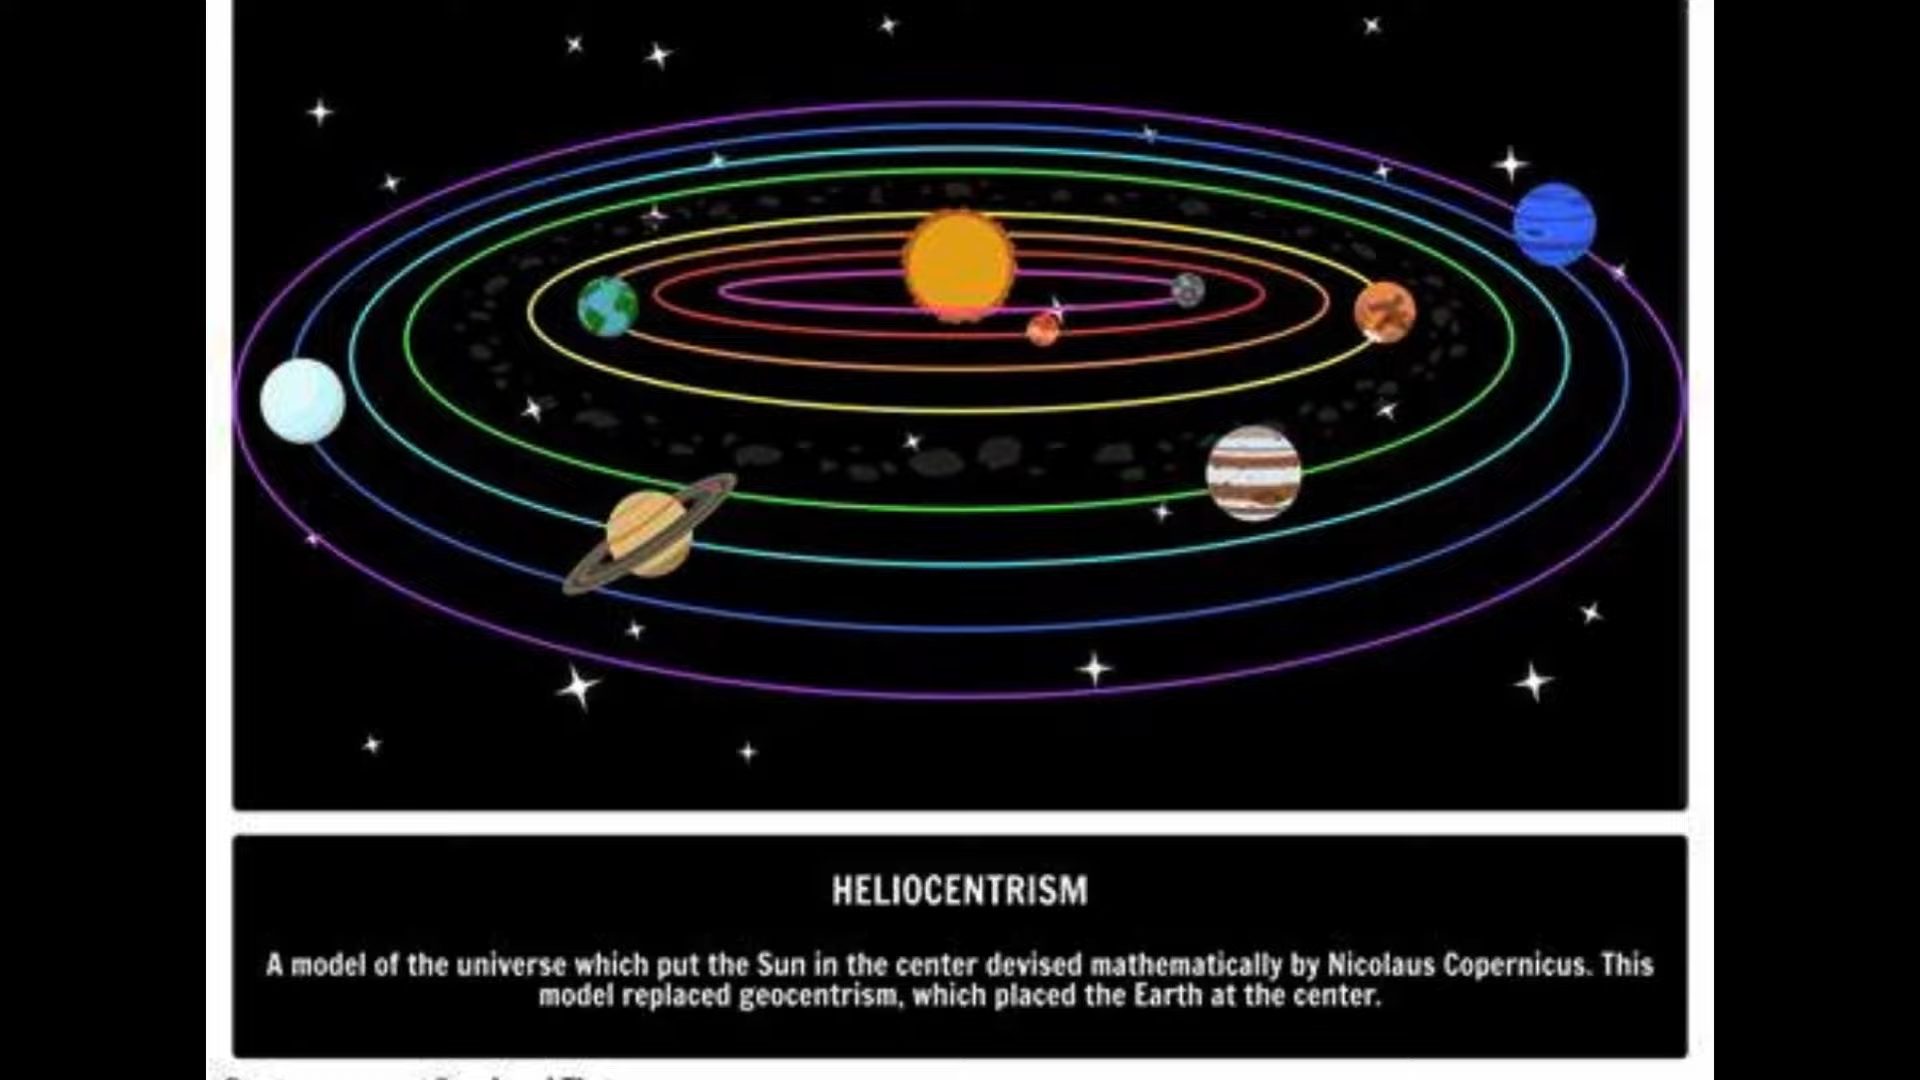 HELIOCENTRISM
A model of the universe which put the Sun in the center devised mathematically by Nicolaus Copernicus. This
model replaced geocentrism, which placed the Earth at the center.